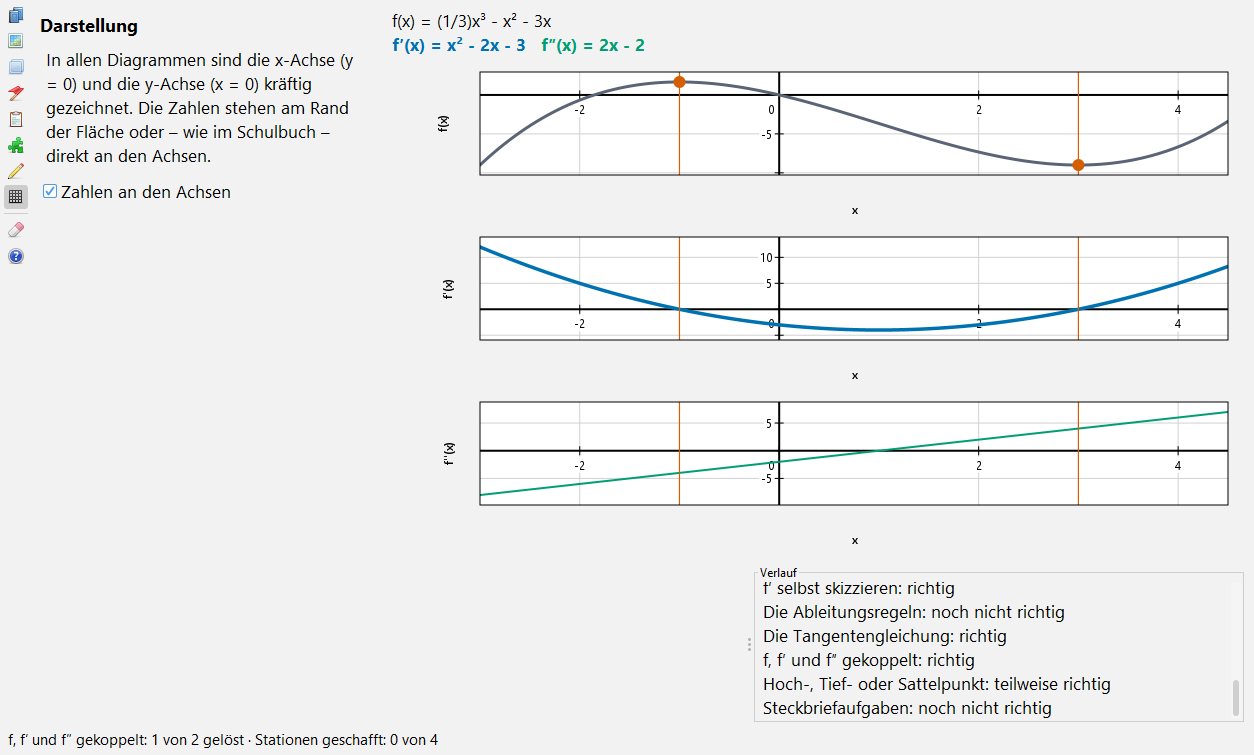 Darstellung
In allen Diagrammen sind die x-Achse (y
= 0) und die y-Achse (x = 0) kräftig
gezeichnet. Die Zahlen stehen am Rand
der Fläche oder – wie im Schulbuch –
direkt an den Achsen.
Zahlen an den Achsen
f(x) = (1/3)x³ - x² - 3x
f′(x) = x² - 2x - 3 f″(x) = 2x - 2
f(x)
-2 0 2 4
-5
x
f′(x)
10
5
-2 0 2 4
x
f″(x)
5
-2 0 2 4
-5
x
Verlauf
f′ selbst skizzieren: richtig
Die Ableitungsregeln: noch nicht richtig
Die Tangentengleichung: richtig
f, f′ und f″ gekoppelt: richtig
Hoch-, Tief- oder Sattelpunkt: teilweise richtig
Steckbriefaufgaben: noch nicht richtig
f, f′ und f″ gekoppelt: 1 von 2 gelöst · Stationen geschafft: 0 von 4